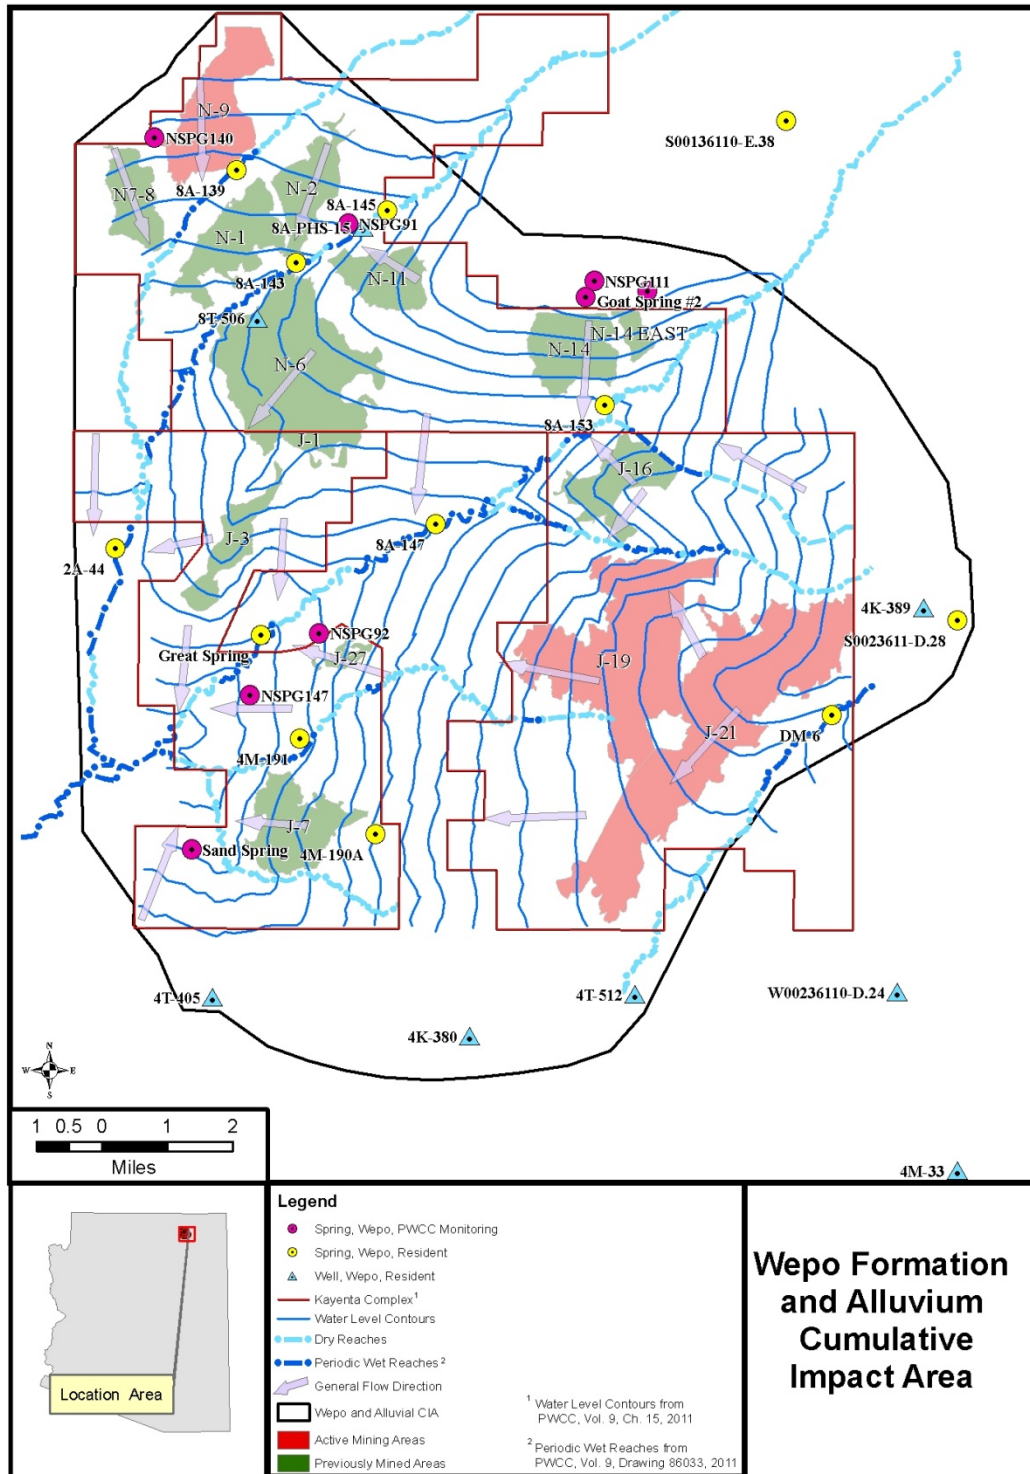 N-9
NSPG140
S00136110-E.38
N7-8
8A-139
N-2
8A-145
8A-PHS-15
NSPG91
N-1
N-11
8A-143
NSPG111
Goat Spring #2
8T-506
N-14 EAST
N-14
N-6
8A-153
J-1
J-16
J-3
8A-147
2A-44
4K-389
S0023611-D.28
NSPG92
Great Spring
J-27
J-19
NSPG147
DM-6
J-21
4M-191
J-7
Sand Spring
4M-190A
4T-405
4T-512
W00236110-D.24
4K-380
N
W E
S
1 0.5 0 1 2
Miles
4M-33
Location Area
Legend
Spring, Wepo, PWCC Monitoring
Spring, Wepo, Resident
Well, Wepo, Resident
Kayenta Complex1
Water Level Contours
Dry Reaches
Periodic Wet Reaches2
General Flow Direction
Wepo and Alluvial CIA
Active Mining Areas
Previously Mined Areas
1 Water Level Contours from
PWCC, Vol. 9, Ch. 15, 2011
2 Periodic Wet Reaches from
PWCC, Vol. 9, Drawing 86033, 2011
Wepo Formation
and Alluvium
Cumulative
Impact Area